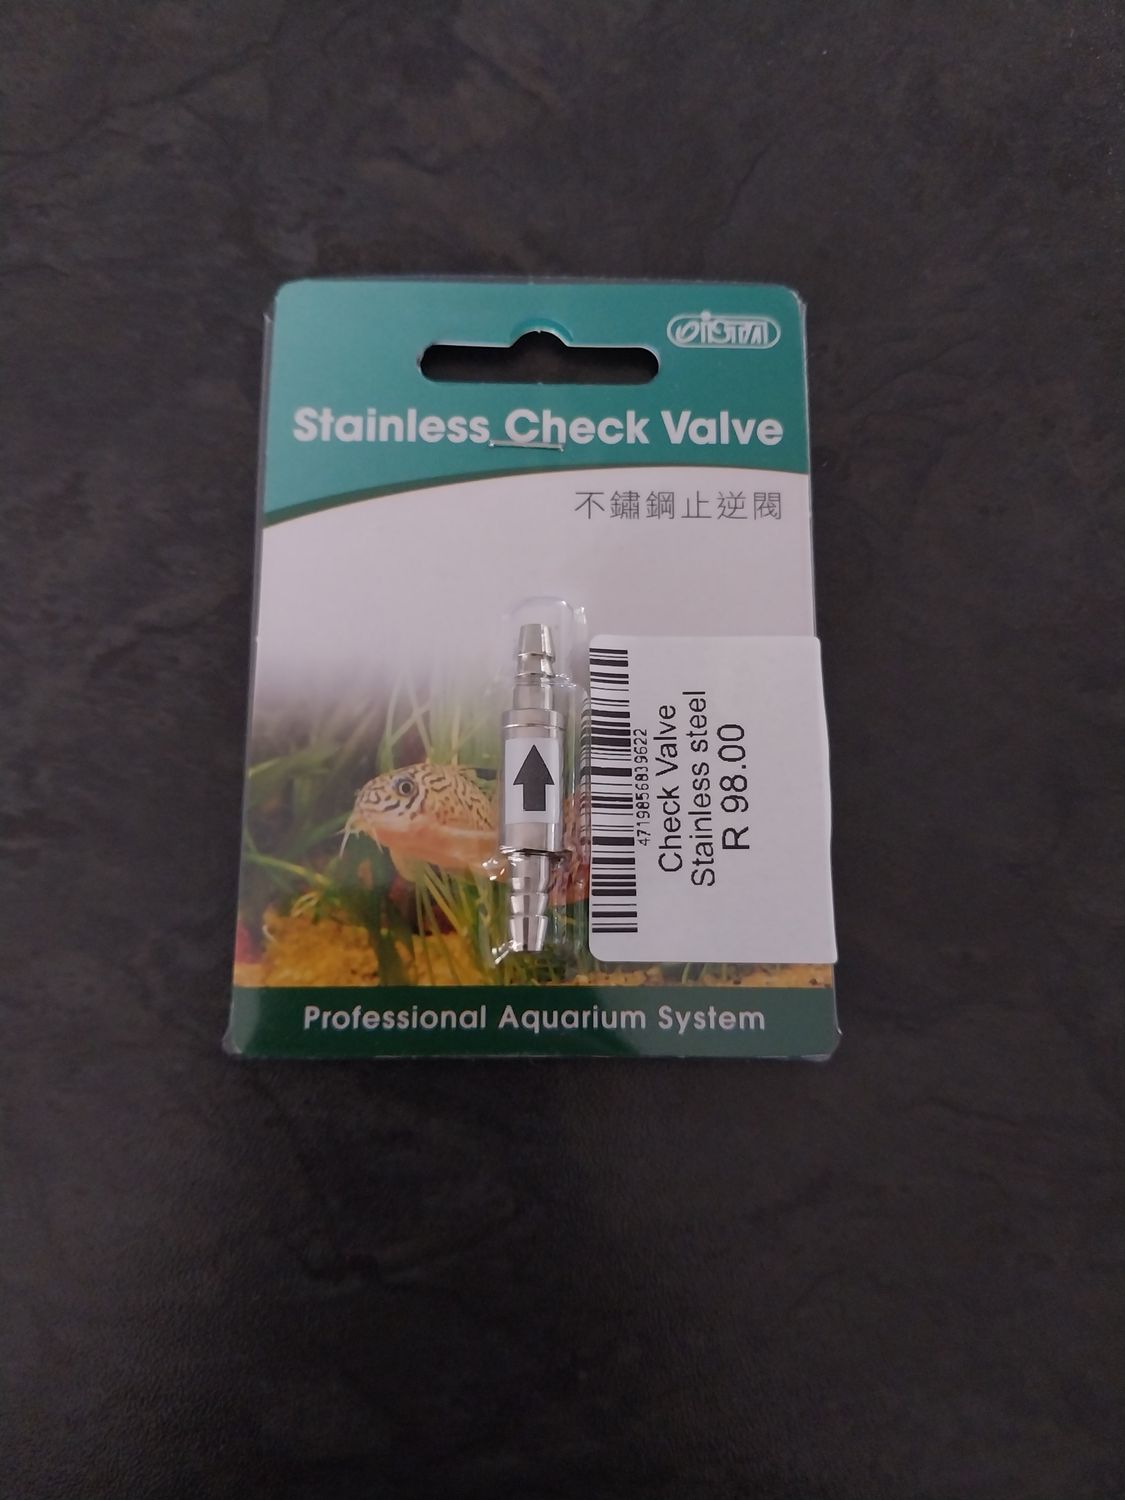 ISTA
Stainless Check Valve
不鏽鋼止逆閥
4719856839622
Check Valve
Stainless steel
R 98.00
Professional Aquarium System